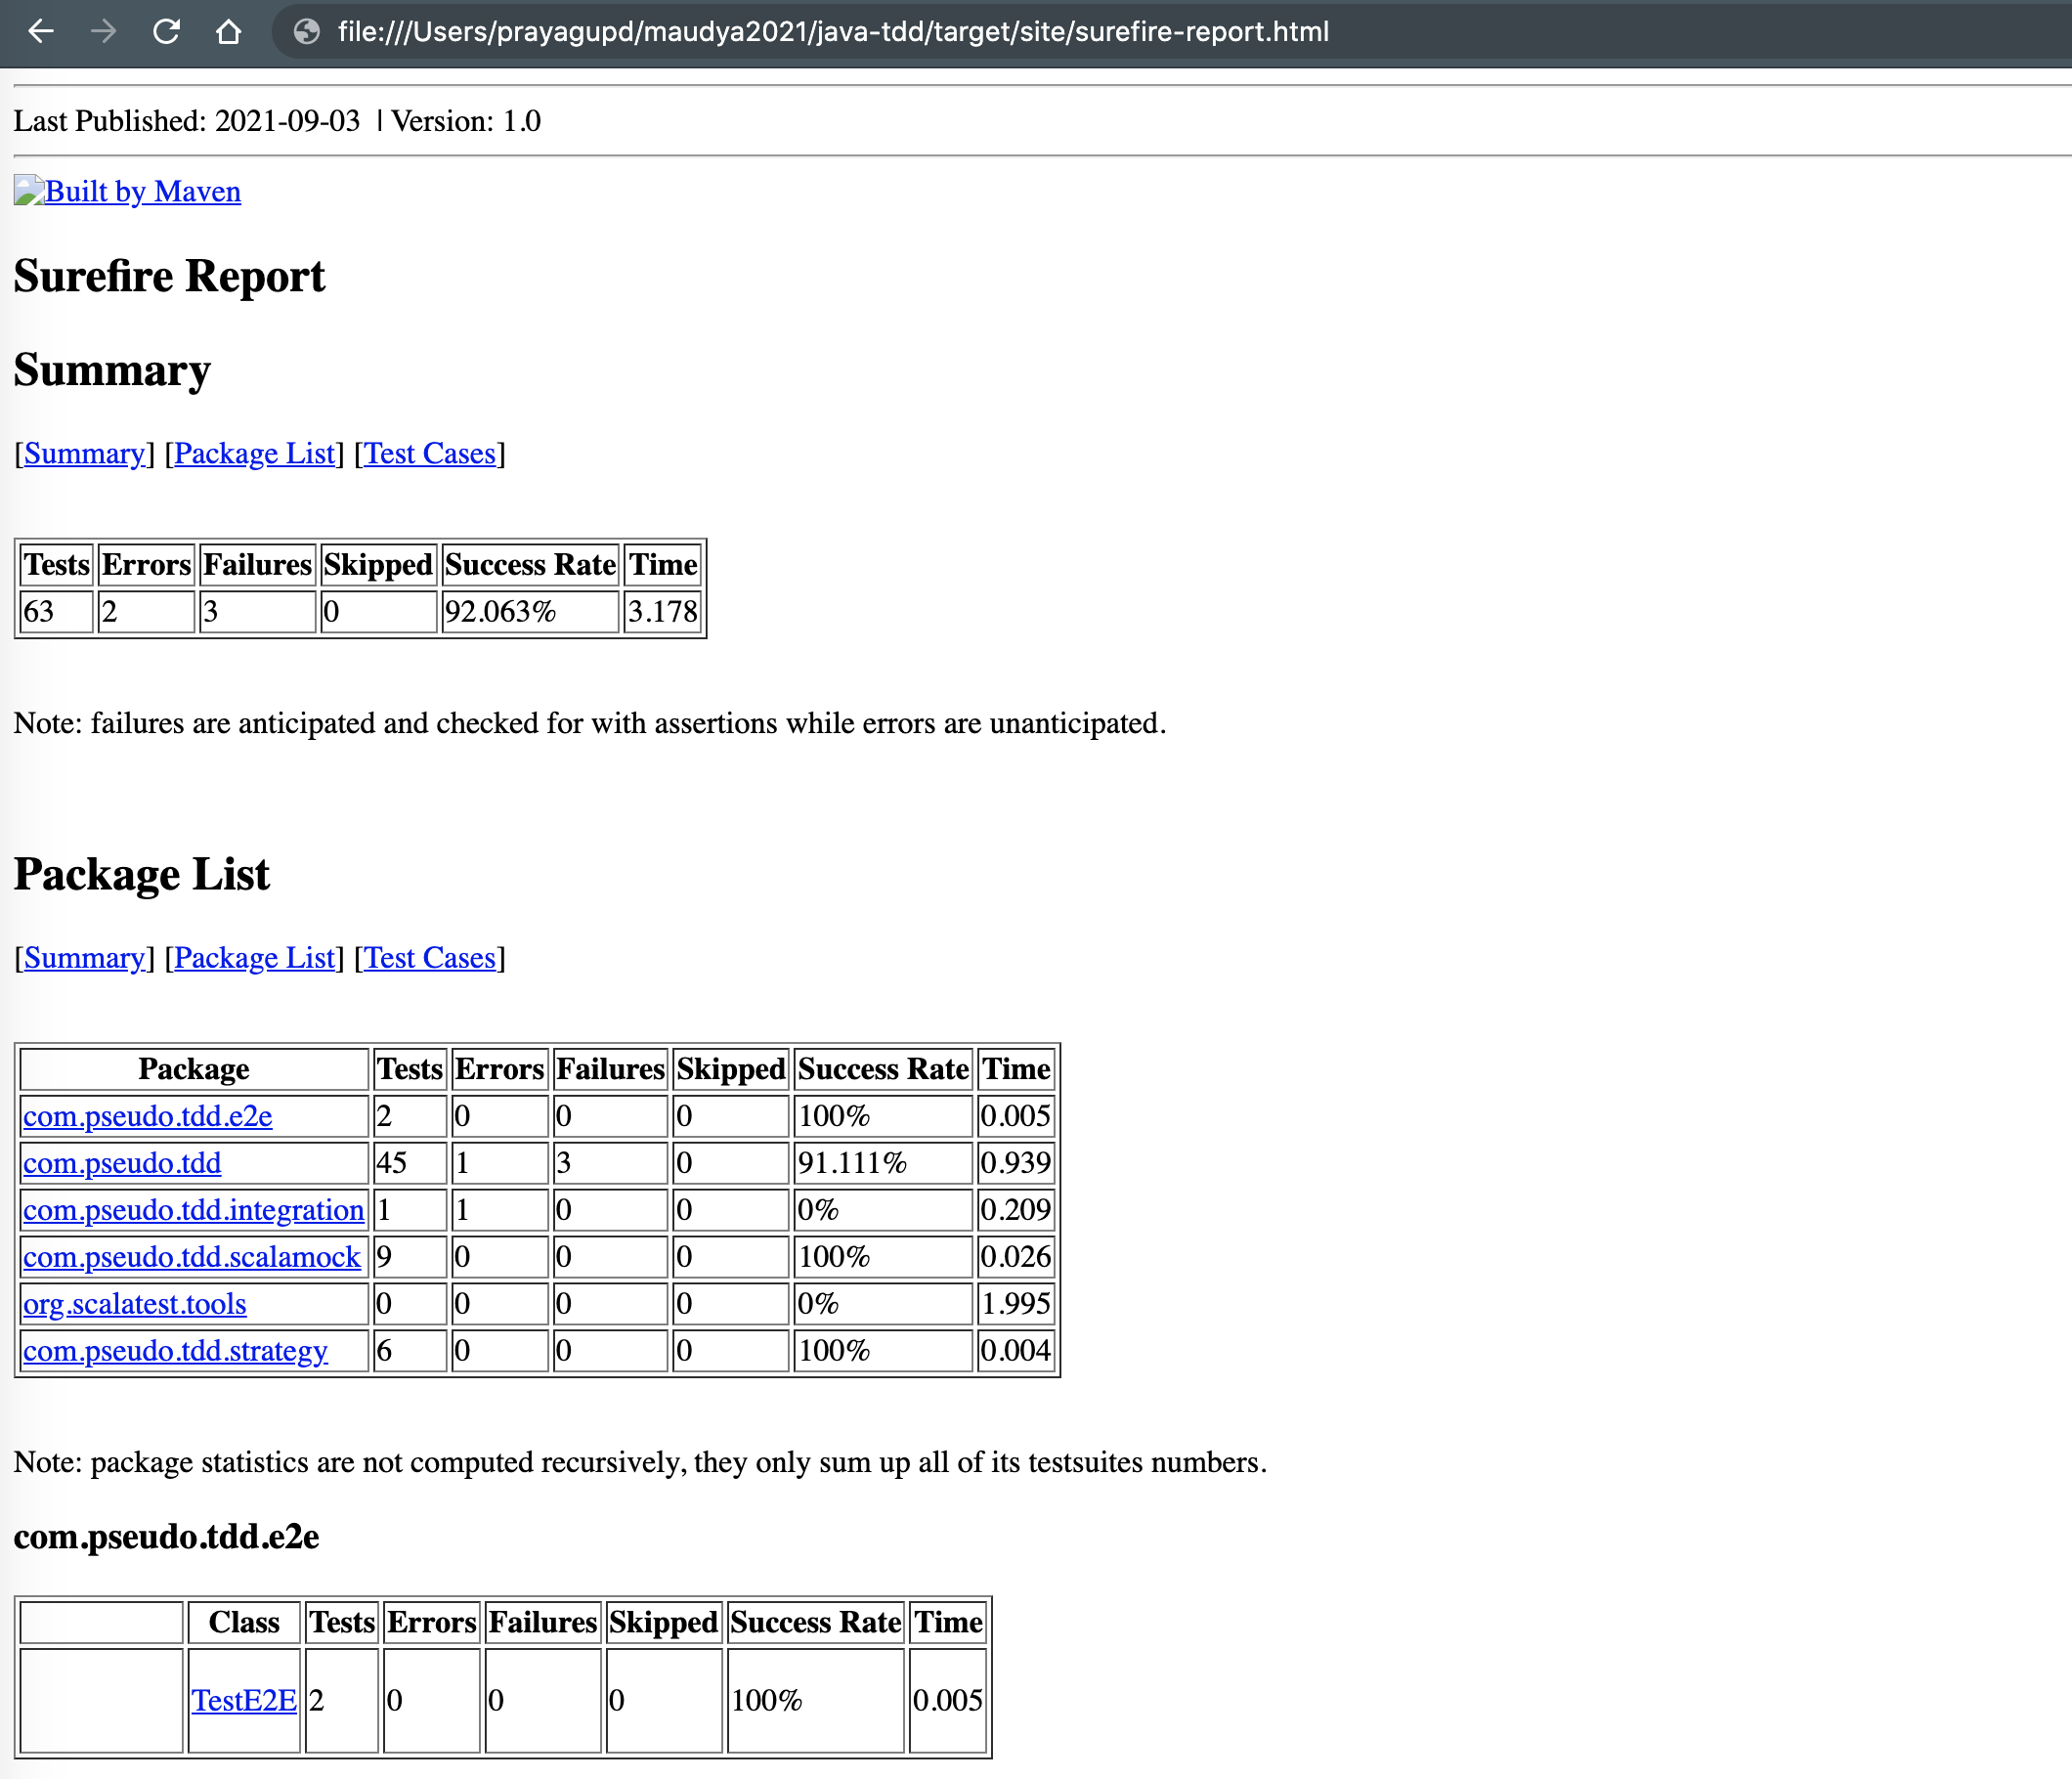 file:///Users/prayagupd/maudya2021/java-tdd/target/site/surefire-report.html
Last Published: 2021-09-03 | Version: 1.0
Built by Maven
Surefire Report
Summary
[Summary] [Package List] [Test Cases]
Tests Errors Failures Skipped Success Rate Time
63 2 3 0 92.063% 3.178
Note: failures are anticipated and checked for with assertions while errors are unanticipated.
Package List
[Summary] [Package List] [Test Cases]
Package Tests Errors Failures Skipped Success Rate Time
com.pseudo.tdd.e2e 2 0 0 0 100% 0.005
com.pseudo.tdd 45 1 3 0 91.111% 0.939
com.pseudo.tdd.integration 1 1 0 0 0% 0.209
com.pseudo.tdd.scalamock 9 0 0 0 100% 0.026
org.scalatest.tools 0 0 0 0 0% 1.995
com.pseudo.tdd.strategy 6 0 0 0 100% 0.004
Note: package statistics are not computed recursively, they only sum up all of its testsuites numbers.
com.pseudo.tdd.e2e
Class Tests Errors Failures Skipped Success Rate Time
TestE2E 2 0 0 0 100% 0.005